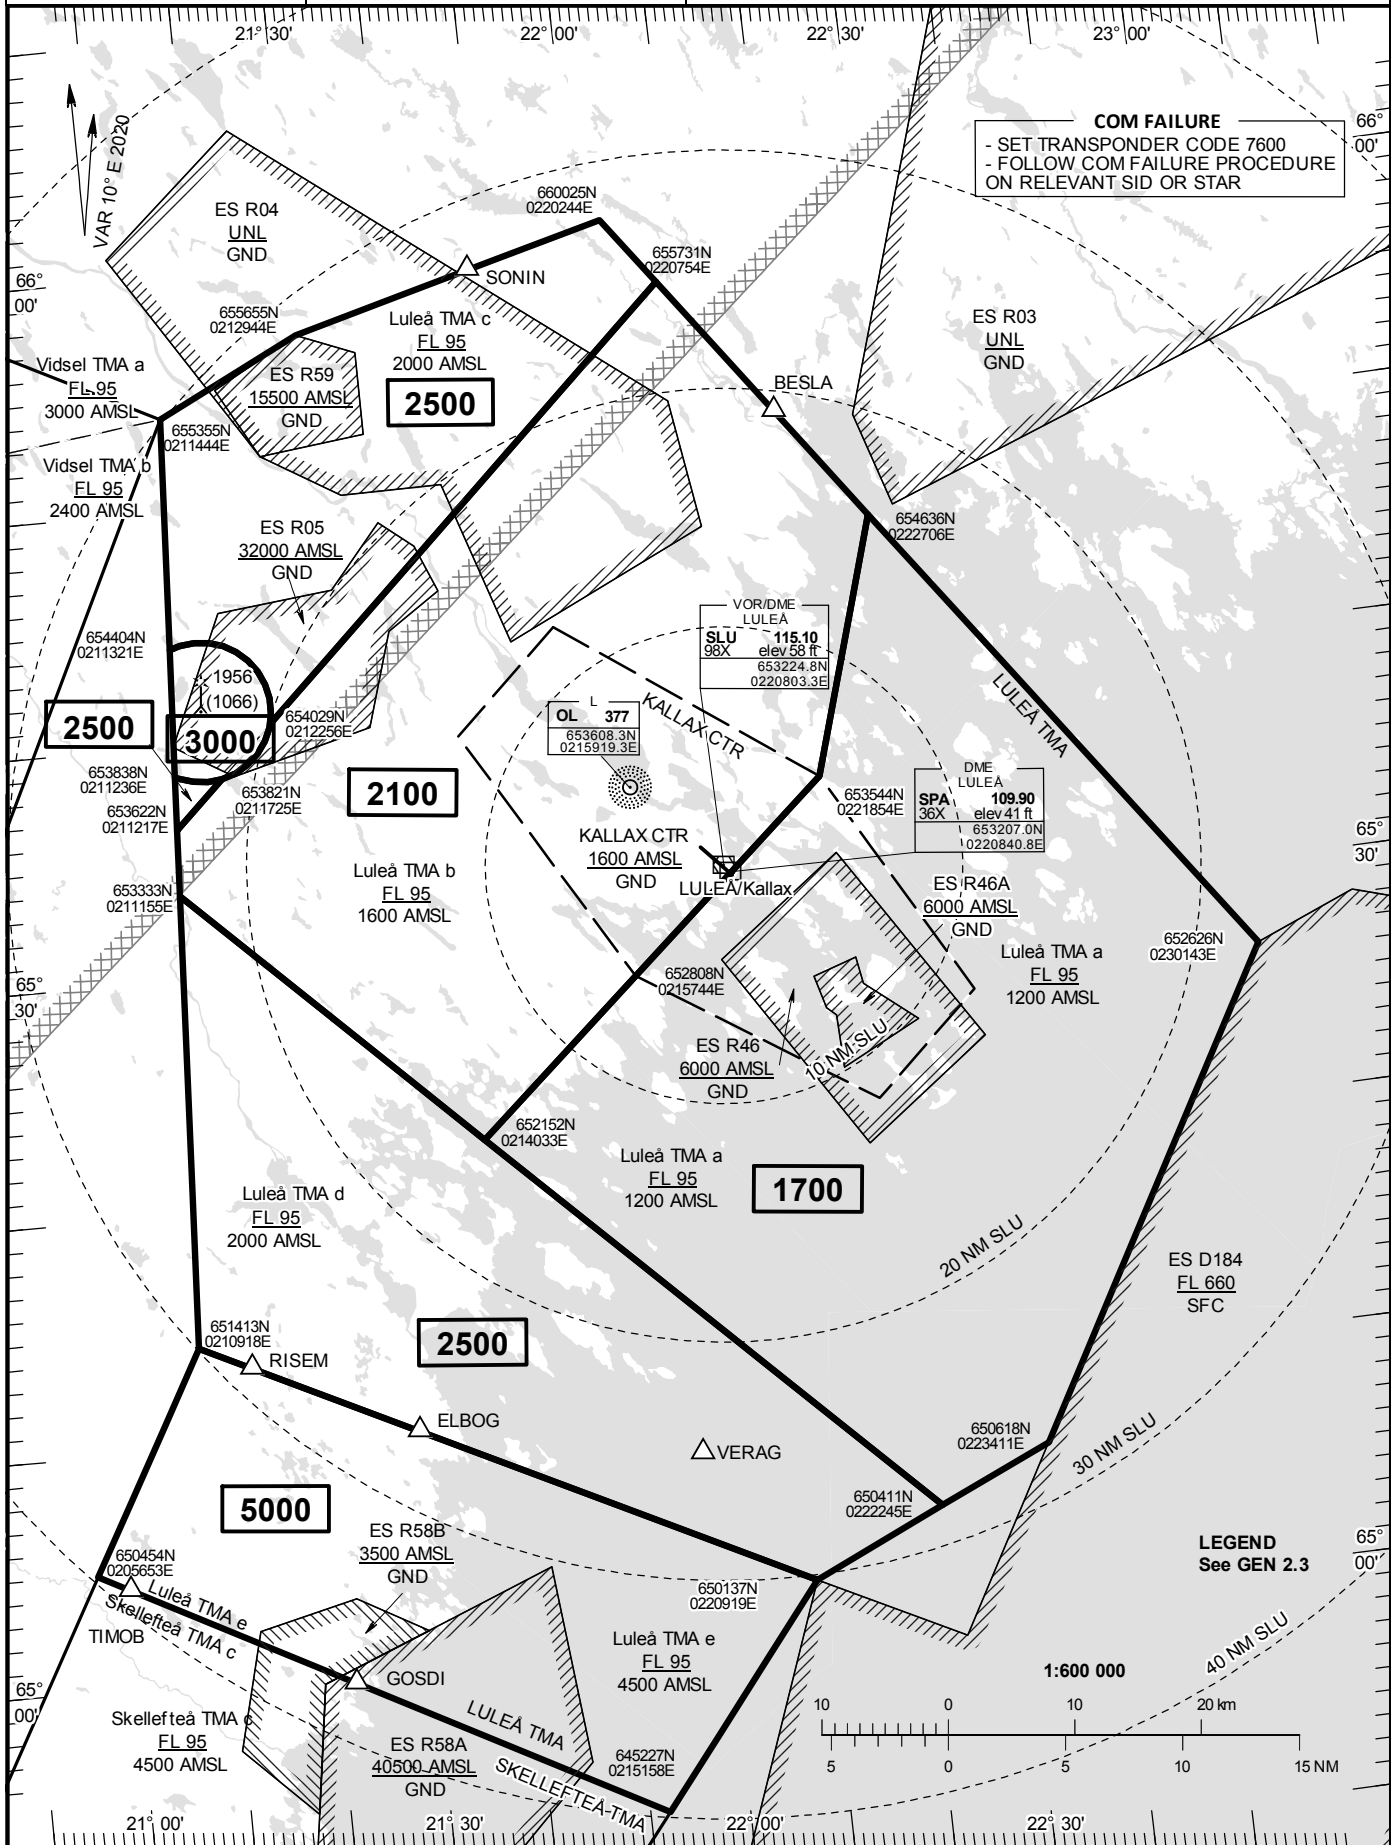 21° 30'
22° 00'
22° 30'
23° 00'
VAR 10° E 2020
COM FAILURE
- SET TRANSPONDER CODE 7600
- FOLLOW COM FAILURE PROCEDURE
ON RELEVANT SID OR STAR
66°
00'
ES R04
UNL
GND
660025N
0220244E
655731N
0220754E
SONIN
66°
00'
655655N
0212944E
Luleå TMA c
FL 95
2000 AMSL
2500
ES R03
UNL
GND
Vidsel TMA a
FL 95
3000 AMSL
ES R59
15500 AMSL
GND
BESLA
655355N
0211444E
Vidsel TMA b
FL 95
2400 AMSL
ES R05
32000 AMSL
GND
654636N
0222706E
VOR/DME
LULEÅ
SLU 115.10
98X elev 58 ft
653224.8N
0220803.3E
654404N
0211321E
1956
(1066)
2500
3000
654029N
0212256E
L
OL 377
653608.3N
0215919.3E
KALLAX CTR
LULEÅ TMA
DME
LULEÅ
SPA 109.90
36X elev 41 ft
653207.0N
0220840.8E
653838N
0211236E
653821N
0211725E
653622N
0211217E
2100
653544N
0221854E
65°
30'
KALLAX CTR
1600 AMSL
GND
LULEÅ/Kallax
Luleå TMA b
FL 95
1600 AMSL
653333N
0211155E
ES R46A
6000 AMSL
GND
652626N
0230143E
Luleå TMA a
FL 95
1200 AMSL
652808N
0215744E
65°
30'
ES R46
6000 AMSL
GND
10 NM SLU
652152N
0214033E
Luleå TMA a
FL 95
1200 AMSL
1700
Luleå TMA d
FL 95
2000 AMSL
20 NM SLU
ES D184
FL 660
SFC
651413N
0210918E
RISEM
2500
ELBOG
VERAG
650618N
0223411E
30 NM SLU
650411N
0222245E
5000
ES R58B
3500 AMSL
GND
650454N
0205653E
LEGEND
See GEN 2.3
65°
00'
650137N
0220919E
Luleå TMA e
Skellefteå TMA c
TIMOB
GOSDI
Luleå TMA e
FL 95
4500 AMSL
40 NM SLU
1:600 000
65°
00'
10 0 10 20 km
5 0 5 10 15 NM
Skellefteå TMA c
FL 95
4500 AMSL
LULEÅ TMA
SKELLEFTEÅ TMA
ES R58A
40500 AMSL
GND
645227N
0215158E
21° 00'
21° 30'
22° 00'
22° 30'